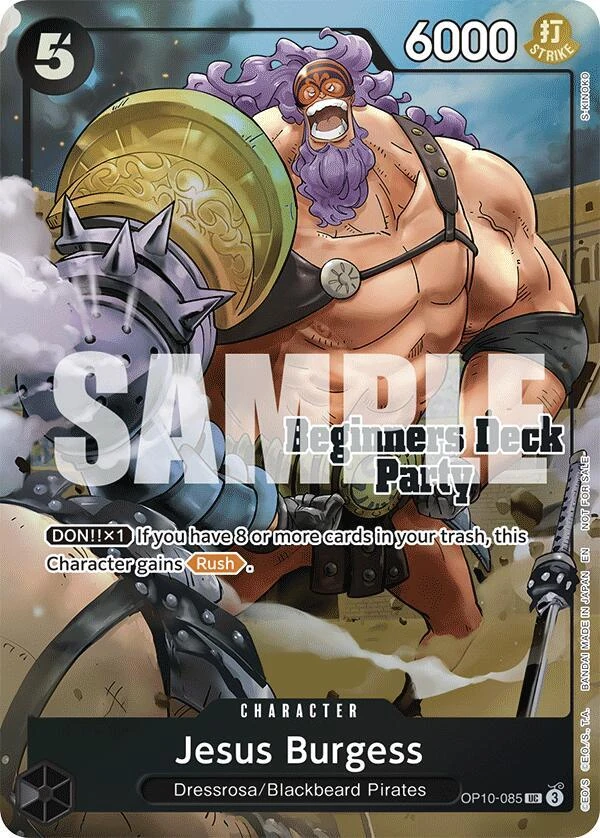 5
6000
打
STRIKE
S-KINOKO
SAMPLE
Beginners Deck
Party
DON!!×1 If you have 8 or more cards in your trash, this
Character gains Rush.
CHARACTER
Jesus Burgess
Dressrosa/Blackbeard Pirates
OP10-085 UC 3
©E.O/S. ©E.O./S., T.A. BANDAI MADE IN JAPAN EN NOT FOR SALE